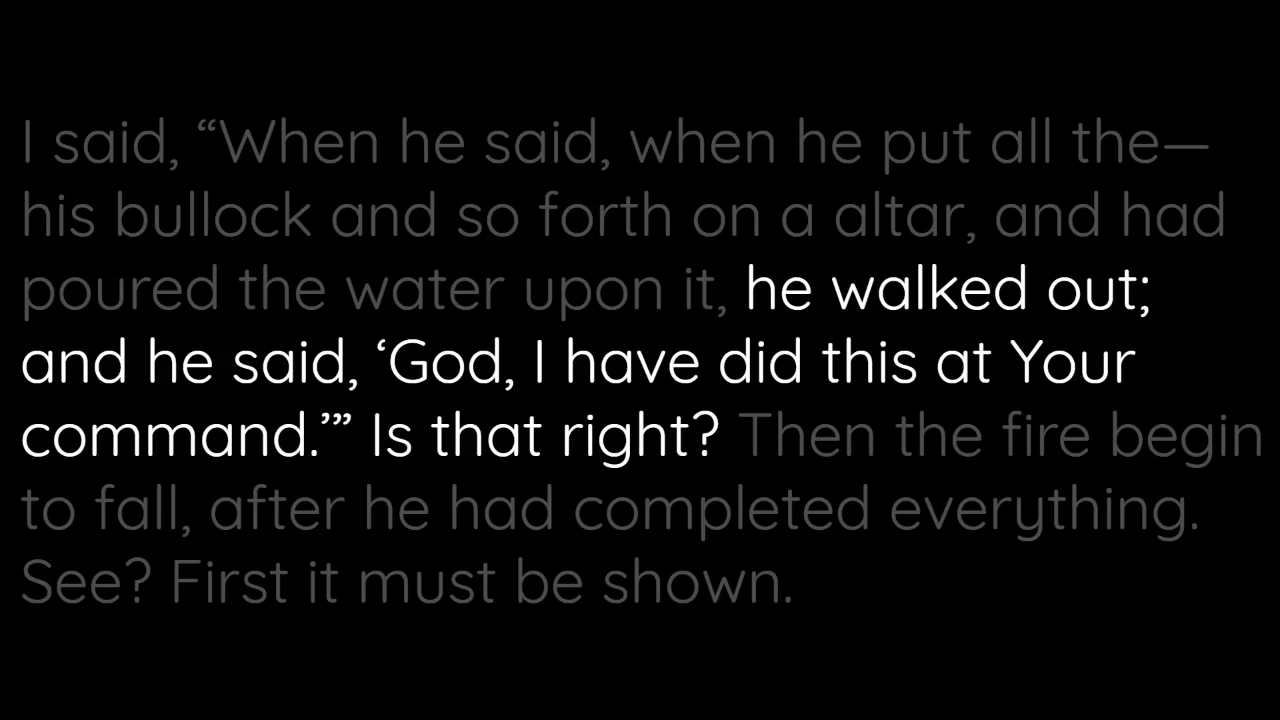 I said, “When he said, when he put all the—
his bullock and so forth on a altar, and had
poured the water upon it, he walked out;
and he said, ‘God, I have did this at Your
command.’” Is that right? Then the fire begin
to fall, after he had completed everything.
See? First it must be shown.